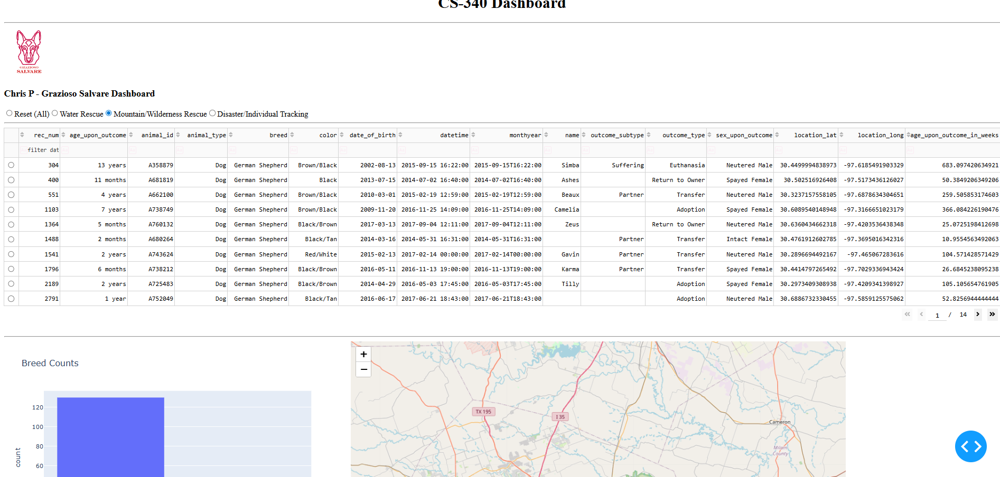 CS-340 Dashboard
GRAZIOSO
SALVARE
Chris P - Grazioso Salvare Dashboard
Reset (All) Water Rescue Mountain/Wilderness Rescue Disaster/Individual Tracking
rec_num age_upon_outcome animal_id animal_type breed color date_of_birth datetime monthyear name outcome_subtype outcome_type sex_upon_outcome location_lat location_long age_upon_outcome_in_weeks
filter dat
304 13 years A358879 Dog German Shepherd Brown/Black 2002-08-13 2015-09-15 16:22:00 2015-09-15T16:22:00 Simba Suffering Euthanasia Neutered Male 30.4499994838973 -97.6185491903329 683.097420634921
400 11 months A681819 Dog German Shepherd Black 2013-07-15 2014-07-02 16:40:00 2014-07-02T16:40:00 Ashes Return to Owner Spayed Female 30.502516926408 -97.5173436126027 50.3849206349206
551 4 years A662100 Dog German Shepherd Brown/Black 2010-03-01 2015-02-19 12:59:00 2015-02-19T12:59:00 Beaux Partner Transfer Neutered Male 30.3237157558105 -97.6878634304651 259.505853174603
1103 7 years A738749 Dog German Shepherd Brown/Black 2009-11-20 2016-11-25 14:09:00 2016-11-25T14:09:00 Camelia Adoption Spayed Female 30.6089540148948 -97.3166651023179 366.084226190476
1364 5 months A760132 Dog German Shepherd Black/Brown 2017-03-13 2017-09-04 12:11:00 2017-09-04T12:11:00 Zeus Return to Owner Neutered Male 30.6360434662318 -97.4203536438348 25.0725198412698
1488 2 months A680264 Dog German Shepherd Black/Tan 2014-03-16 2014-05-31 16:31:00 2014-05-31T16:31:00 Partner Transfer Intact Female 30.4761912602785 -97.3695016342316 10.9554563492063
1541 2 years A743624 Dog German Shepherd Red/White 2015-02-13 2017-02-14 00:00:00 2017-02-14T00:00:00 Gavin Partner Transfer Neutered Male 30.2896694492167 -97.465067283616 104.571428571429
1796 6 months A738212 Dog German Shepherd Black/Brown 2016-05-11 2016-11-13 19:00:00 2016-11-13T19:00:00 Karma Partner Transfer Spayed Female 30.4414797265492 -97.7029336943424 26.6845238095238
2189 2 years A725483 Dog German Shepherd Black/Brown 2014-04-29 2016-05-03 17:45:00 2016-05-03T17:45:00 Tilly Adoption Spayed Female 30.2973409308938 -97.4209341398927 105.105654761905
2791 1 year A752049 Dog German Shepherd Black/Tan 2016-06-17 2017-06-21 18:43:00 2017-06-21T18:43:00 Adoption Neutered Male 30.6886732330455 -97.5859125575062 52.8256944444444
1 / 14
Breed Counts
120
100
80
60
count
+
−
TX 195
I 35
Cameron
Milam
County